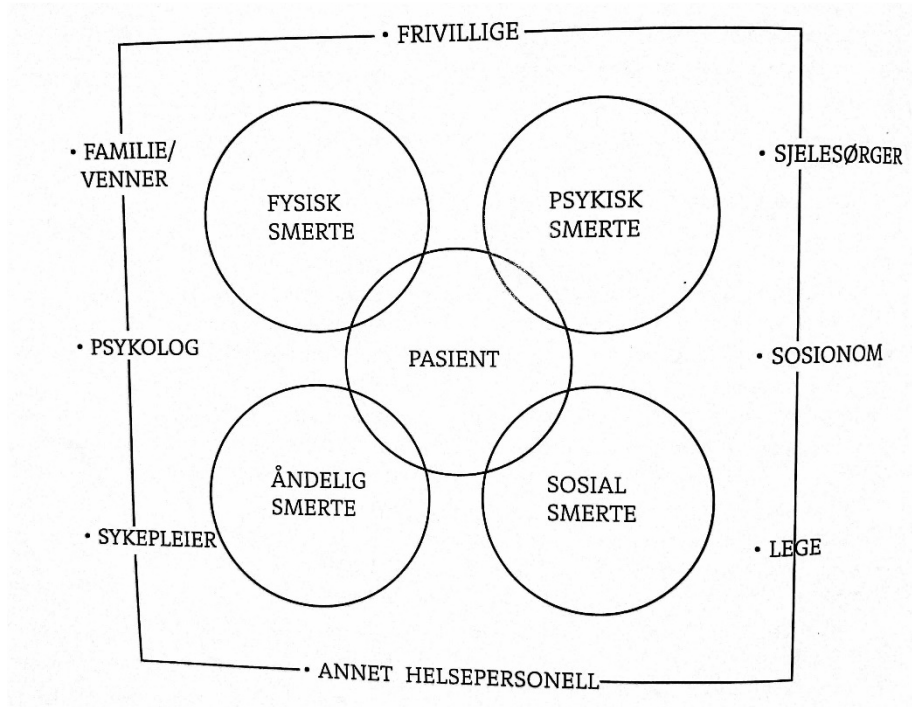 • FRIVILLIGE
• FAMILIE/
VENNER
• SJELESØRGER
FYSISK
SMERTE
PSYKISK
SMERTE
• PSYKOLOG
PASIENT
• SOSIONOM
ÅNDELIG
SMERTE
SOSIAL
SMERTE
• SYKEPLEIER
• LEGE
• ANNET HELSEPERSONELL